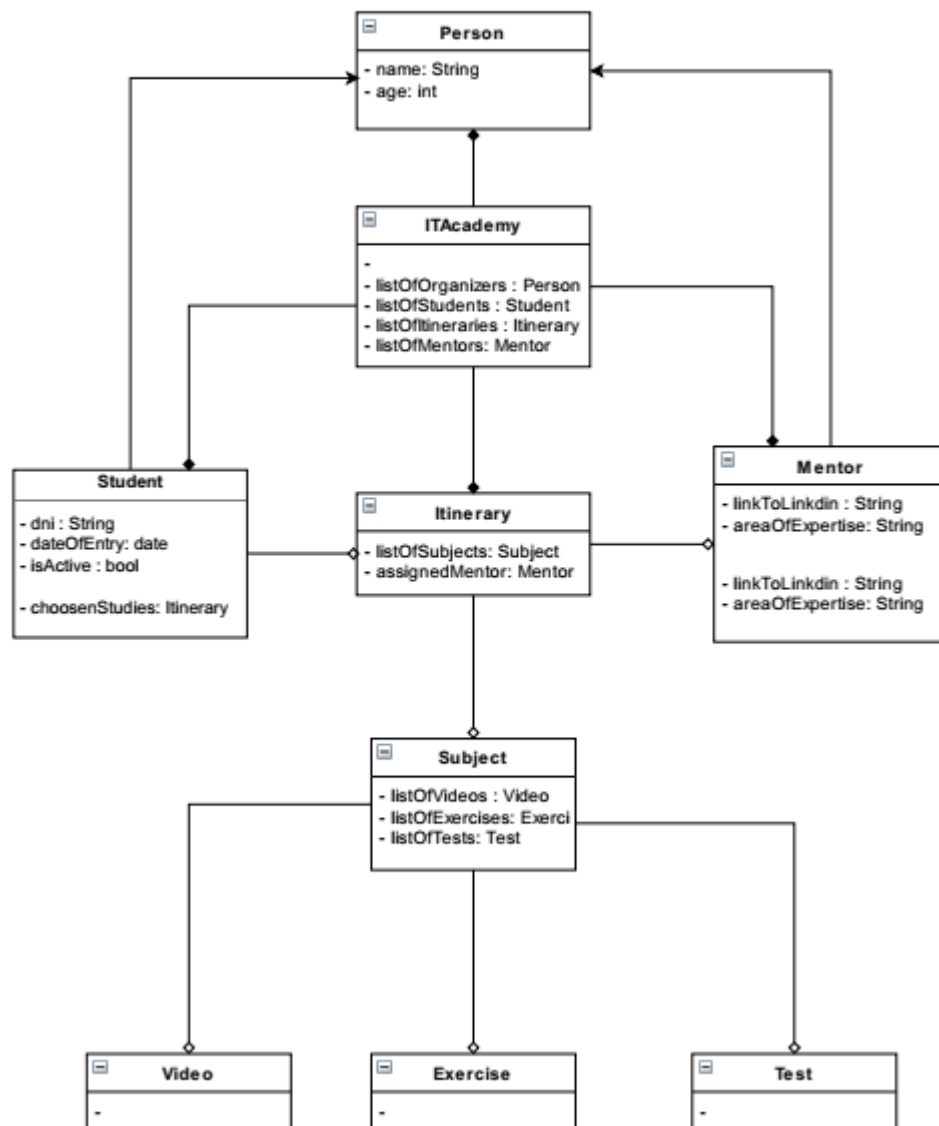 Person
- name: String
- age: int
ITAcademy
-
- listOfOrganizers : Person
- listOfStudents : Student
- listOfItineraries : Itinerary
- listOfMentors: Mentor
Student
- dni : String
- dateOfEntry: date
- isActive : bool
- choosenStudies: Itinerary
Itinerary
- listOfSubjects: Subject
- assignedMentor: Mentor
Mentor
- linkToLinkdin : String
- areaOfExpertise: String
- linkToLinkdin : String
- areaOfExpertise: String
Subject
- listOfVideos : Video
- listOfExercises: Exerci
- listOfTests: Test
Video
-
Exercise
-
Test
-